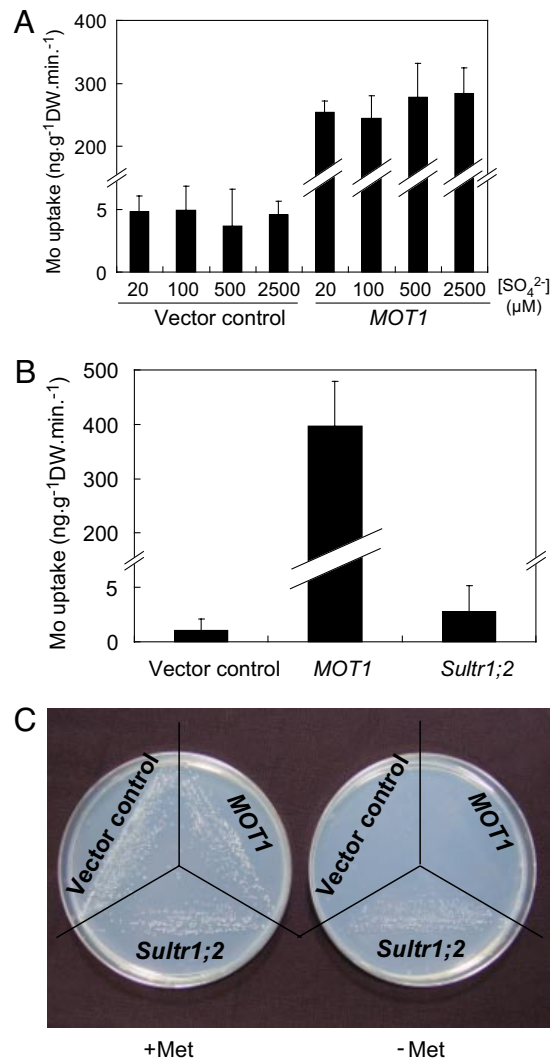 A
Mo uptake (ng.g⁻¹DW.min.⁻¹)
400
300
200
5
0
20 100 500 2500 20 100 500 2500 [SO₄²⁻]
(µM)
Vector control MOT1
B
Mo uptake (ng.g⁻¹DW.min.⁻¹)
500
400
300
200
5
0
Vector control MOT1 Sultr1;2
C
Vector control MOT1 Vector control MOT1
Sultr1;2 Sultr1;2
+Met - Met